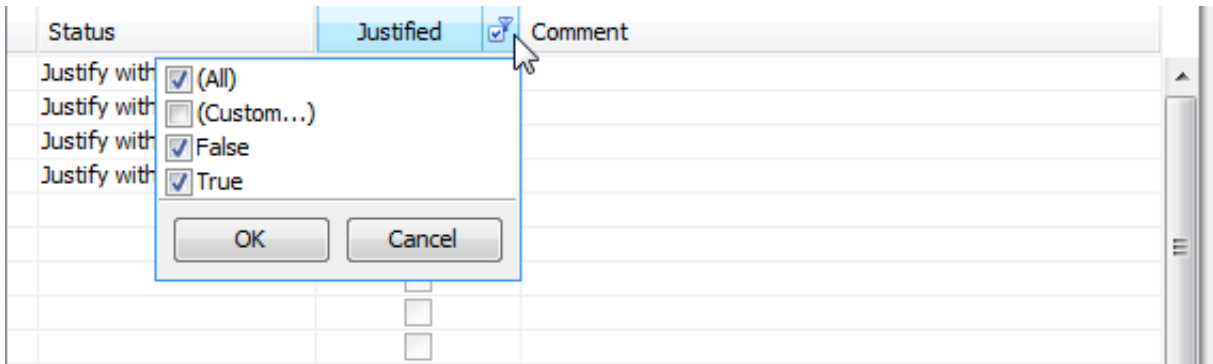 Status Justified Comment
Justify with
(All)
Justify with
(Custom...)
Justify with
False
Justify with
True
OK Cancel